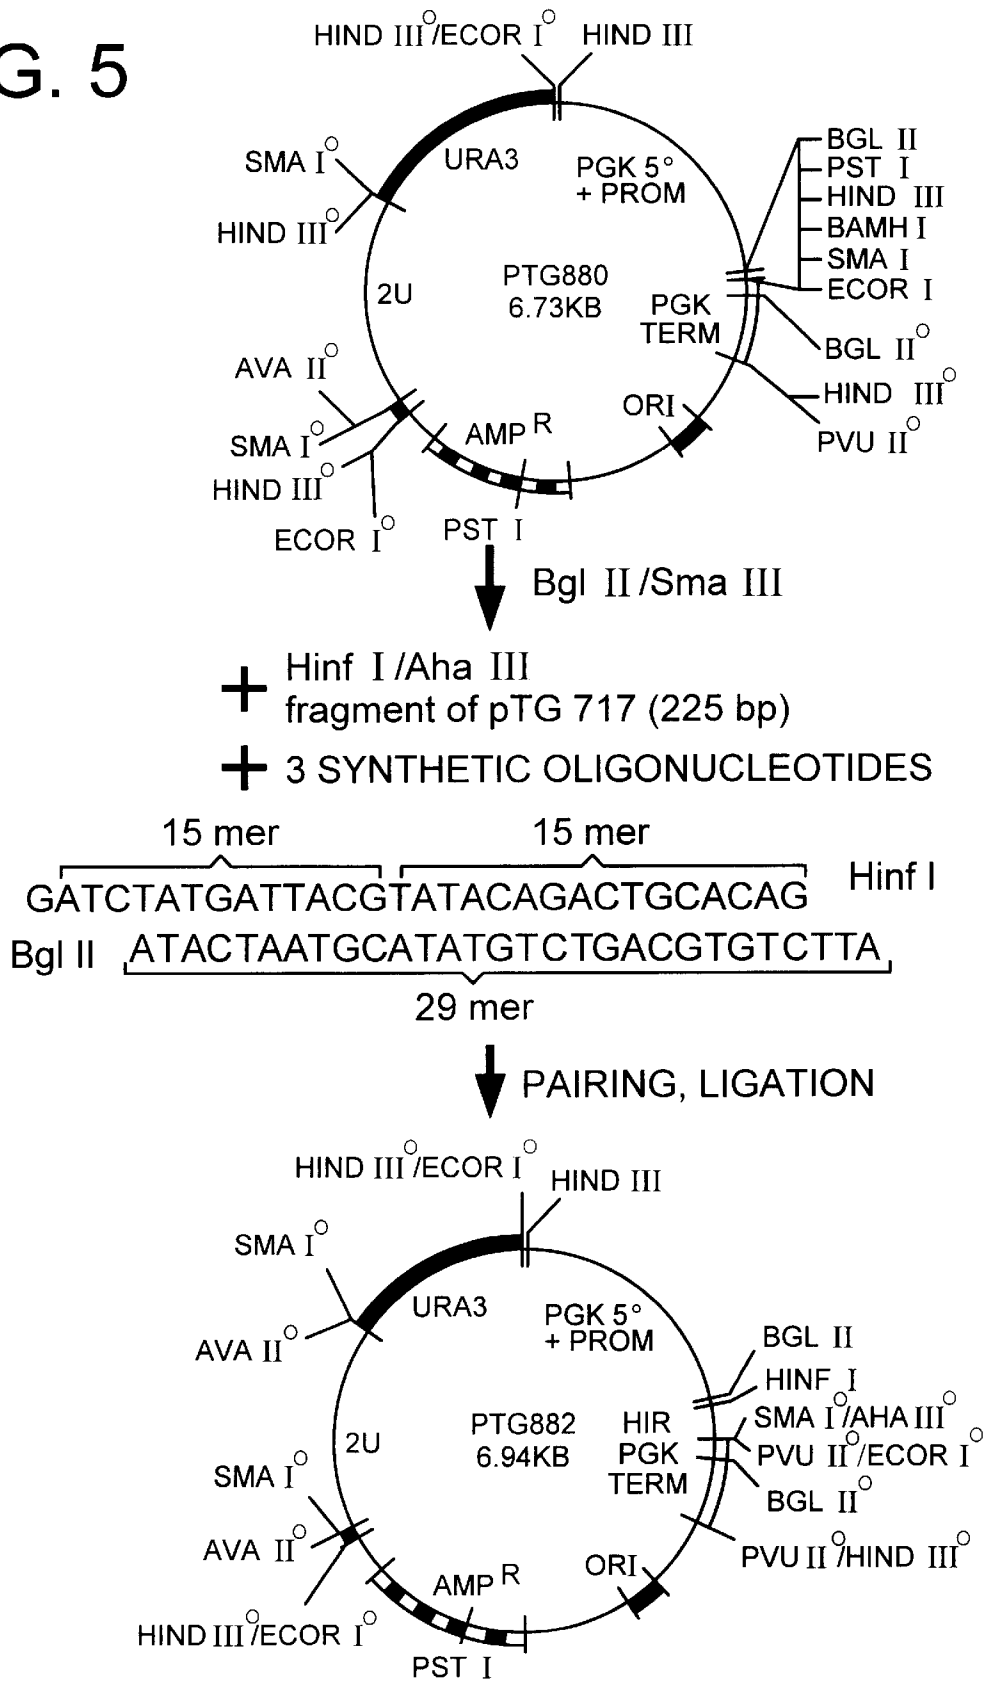 G. 5
HIND III°/ECOR I° HIND III
SMA I°
HIND III°
URA3
PGK 5°
+ PROM
BGL II
PST I
HIND III
BAMH I
SMA I
ECOR I
2U
PTG880
6.73KB
PGK
TERM
BGL II°
HIND III°
PVU II°
AVA II°
SMA I°
HIND III°
ECOR I°
AMP R
ORI
PST I
Bgl II /Sma III
+ Hinf I /Aha III
fragment of pTG 717 (225 bp)
+ 3 SYNTHETIC OLIGONUCLEOTIDES
15 mer 15 mer
GATCTATGATTACGTATACAGACTGCACAG Hinf I
Bgl II ATACTAATGCATATGTCTGACGTGTCTTA
29 mer
PAIRING, LIGATION
HIND III°/ECOR I° HIND III
SMA I°
AVA II°
URA3
PGK 5°
+ PROM
BGL II
HINF I
SMA I°/AHA III°
PVU II°/ECOR I°
BGL II°
PVU II°/HIND III°
2U
PTG882
6.94KB
HIR
PGK
TERM
SMA I°
AVA II°
HIND III°/ECOR I°
AMP R
ORI
PST I